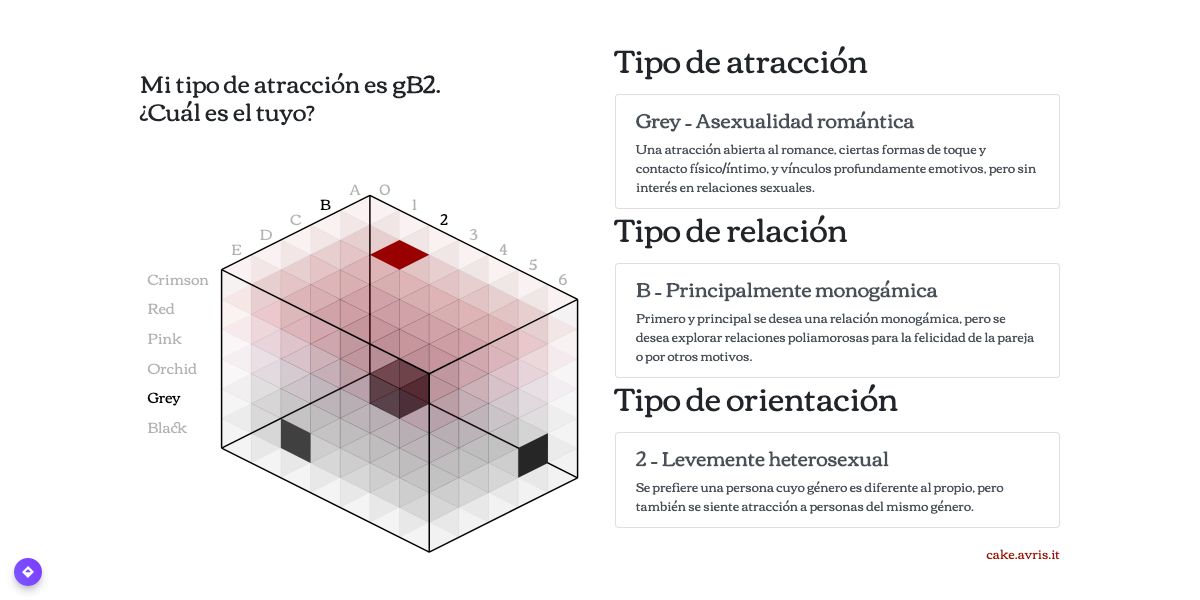 Mi tipo de atracción es gB2.
¿Cuál es el tuyo?
A 0
B 1
C 2
D 3
E 4
5
6
Crimson
Red
Pink
Orchid
Grey
Black
Tipo de atracción
Grey - Asexualidad romántica
Una atracción abierta al romance, ciertas formas de toque y
contacto físico/íntimo, y vínculos profundamente emotivos, pero sin
interés en relaciones sexuales.
Tipo de relación
B - Principalmente monogámica
Primero y principal se desea una relación monogámica, pero se
desea explorar relaciones poliamorosas para la felicidad de la pareja
o por otros motivos.
Tipo de orientación
2 - Levemente heterosexual
Se prefiere una persona cuyo género es diferente al propio, pero
también se siente atracción a personas del mismo género.
cake.avris.it